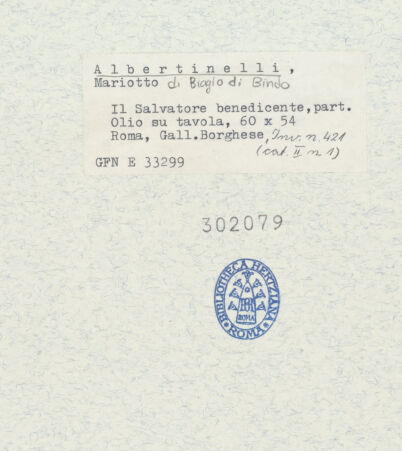 Albertinelli,
Mariotto di Biagio di Bindo
Il Salvatore benedicente, part.
Olio su tavola, 60 x 54
Roma, Gall.Borghese, Inv. n. 421
(cat. II n 1)
GFN E 33299
302079
BIBLIOTHECA HERTZIANA
ROMA
ROMA